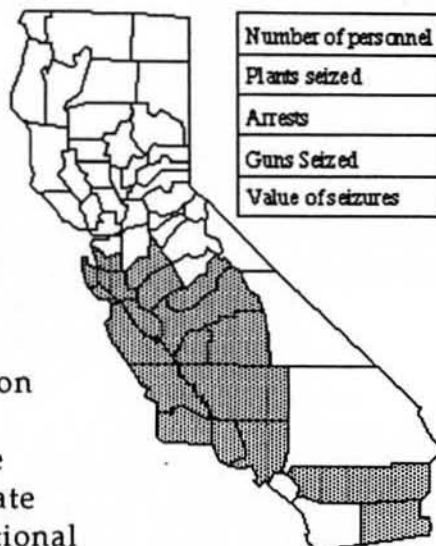 Number of personnel
Plants seized
Arrests
Guns Seized
Value of seizures
on
ate
tional